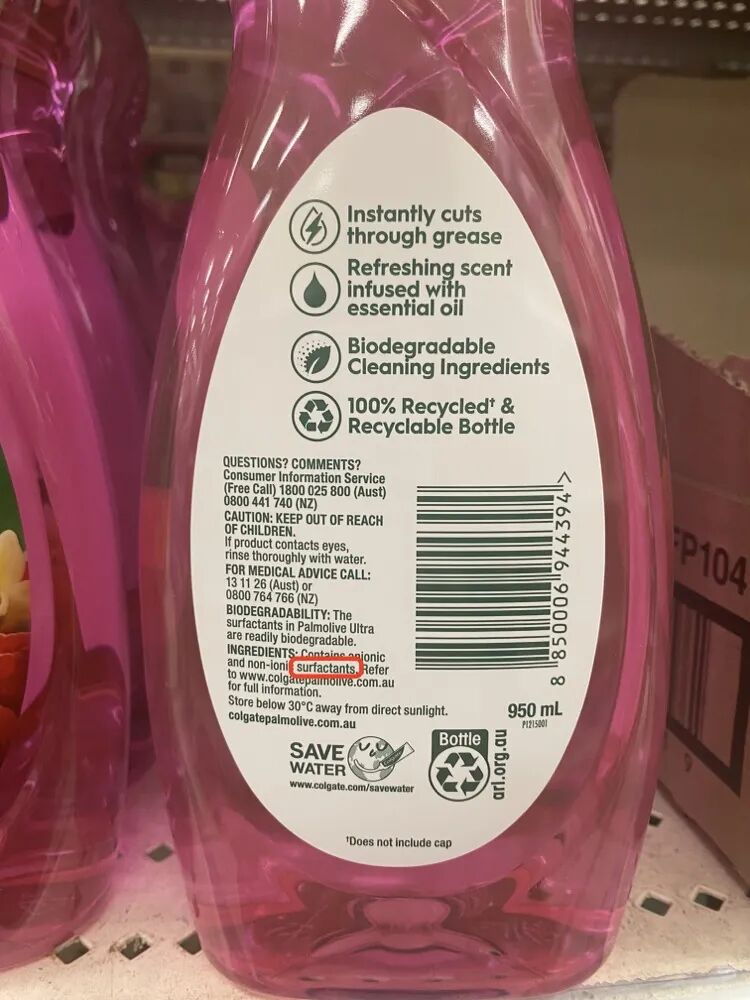 Instantly cuts
through grease
Refreshing scent
infused with
essential oil
Biodegradable
Cleaning Ingredients
100% Recycled† &
Recyclable Bottle
QUESTIONS? COMMENTS?
Consumer Information Service
(Free Call) 1800 025 800 (Aust)
0800 441 740 (NZ)
CAUTION: KEEP OUT OF REACH
OF CHILDREN.
If product contacts eyes,
rinse thoroughly with water.
FOR MEDICAL ADVICE CALL:
13 11 26 (Aust) or
0800 764 766 (NZ)
BIODEGRADABILITY: The
surfactants in Palmolive Ultra
are readily biodegradable.
INGREDIENTS: Contains anionic
and non-ionic surfactants. Refer
to www.colgatepalmolive.com.au
for full information.
Store below 30°C away from direct sunlight.
colgatepalmolive.com.au
8 850006 944394 >
950 mL
P1215001
SAVE
WATER
www.colgate.com/savewater
Bottle
arl.org.au
†Does not include cap
FP104
9